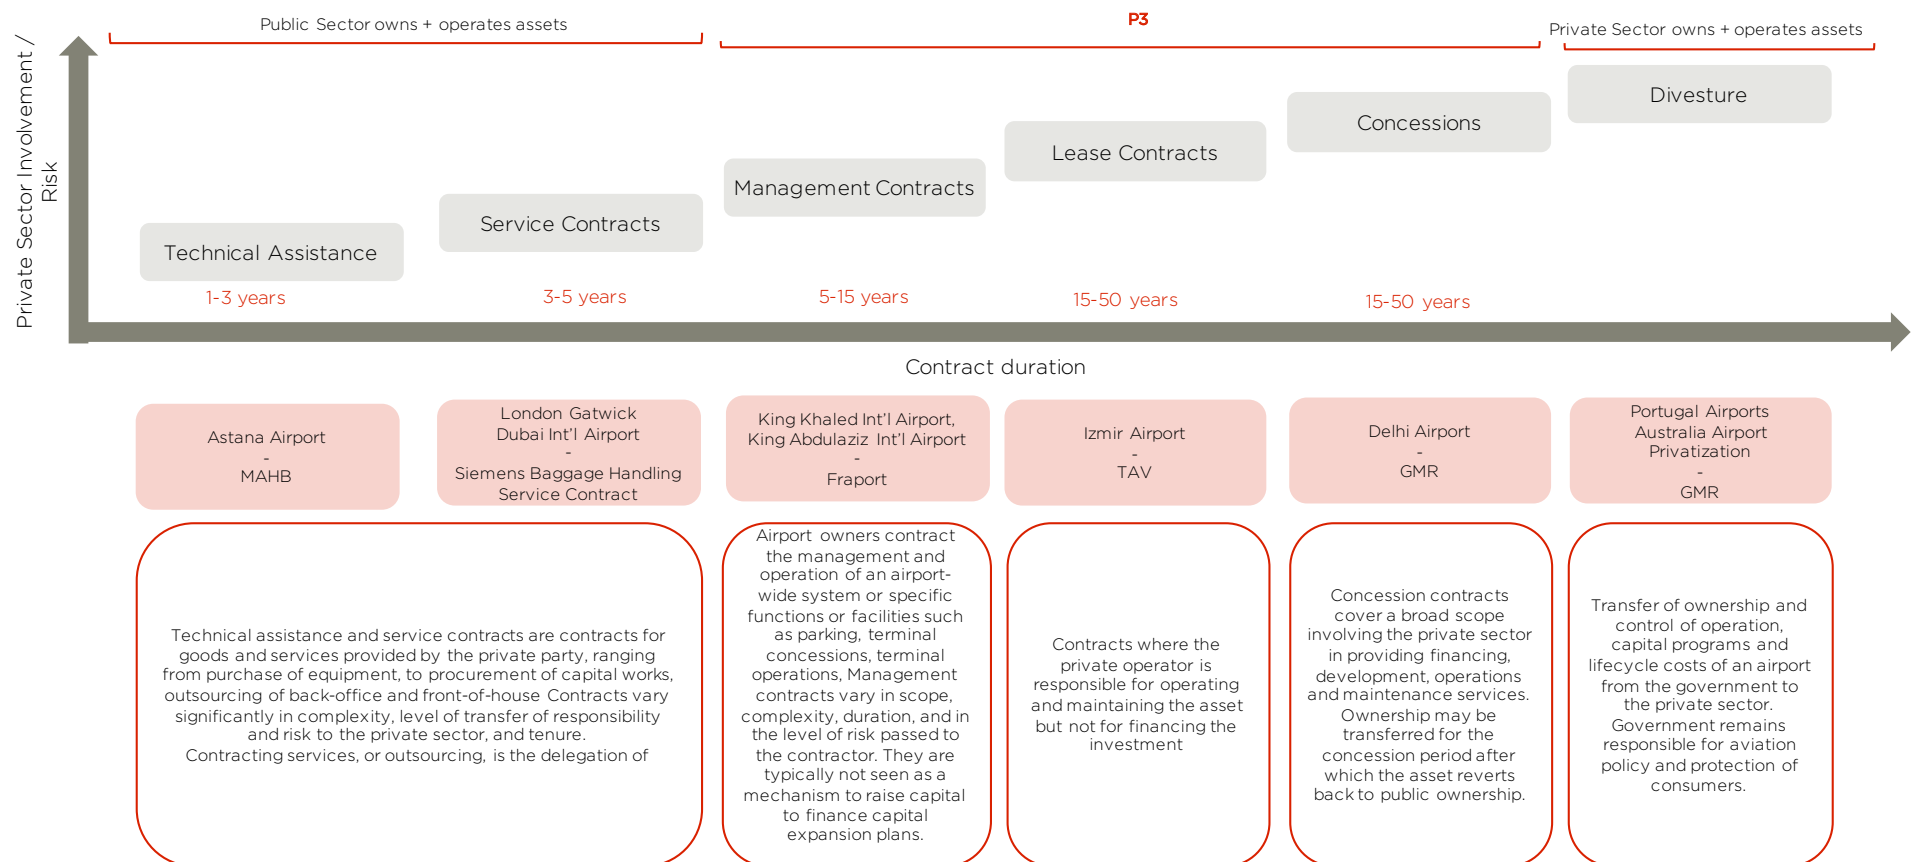 Public Sector owns + operates assets
P3
Private Sector owns + operates assets
Private Sector Involvement /
Risk
Divesture
Concessions
Lease Contracts
Management Contracts
Service Contracts
Technical Assistance
1-3 years
3-5 years
5-15 years
15-50 years
15-50 years
Contract duration
Astana Airport
-
MAHB
London Gatwick
Dubai Int'l Airport
-
Siemens Baggage Handling
Service Contract
King Khaled Int'l Airport,
King Abdulaziz Int'l Airport
-
Fraport
Izmir Airport
-
TAV
Delhi Airport
-
GMR
Portugal Airports
Australia Airport
Privatization
-
GMR
Technical assistance and service contracts are contracts for
goods and services provided by the private party, ranging
from purchase of equipment, to procurement of capital works,
outsourcing of back-office and front-of-house Contracts vary
significantly in complexity, level of transfer of responsibility
and risk to the private sector, and tenure.
Contracting services, or outsourcing, is the delegation of
Airport owners contract
the management and
operation of an airport-
wide system or specific
functions or facilities such
as parking, terminal
concessions, terminal
operations, Management
contracts vary in scope,
complexity, duration, and in
the level of risk passed to
the contractor. They are
typically not seen as a
mechanism to raise capital
to finance capital
expansion plans.
Contracts where the
private operator is
responsible for operating
and maintaining the asset
but not for financing the
investment
Concession contracts
cover a broad scope
involving the private sector
in providing financing,
development, operations
and maintenance services.
Ownership may be
transferred for the
concession period after
which the asset reverts
back to public ownership.
Transfer of ownership and
control of operation,
capital programs and
lifecycle costs of an airport
from the government to
the private sector.
Government remains
responsible for aviation
policy and protection of
consumers.